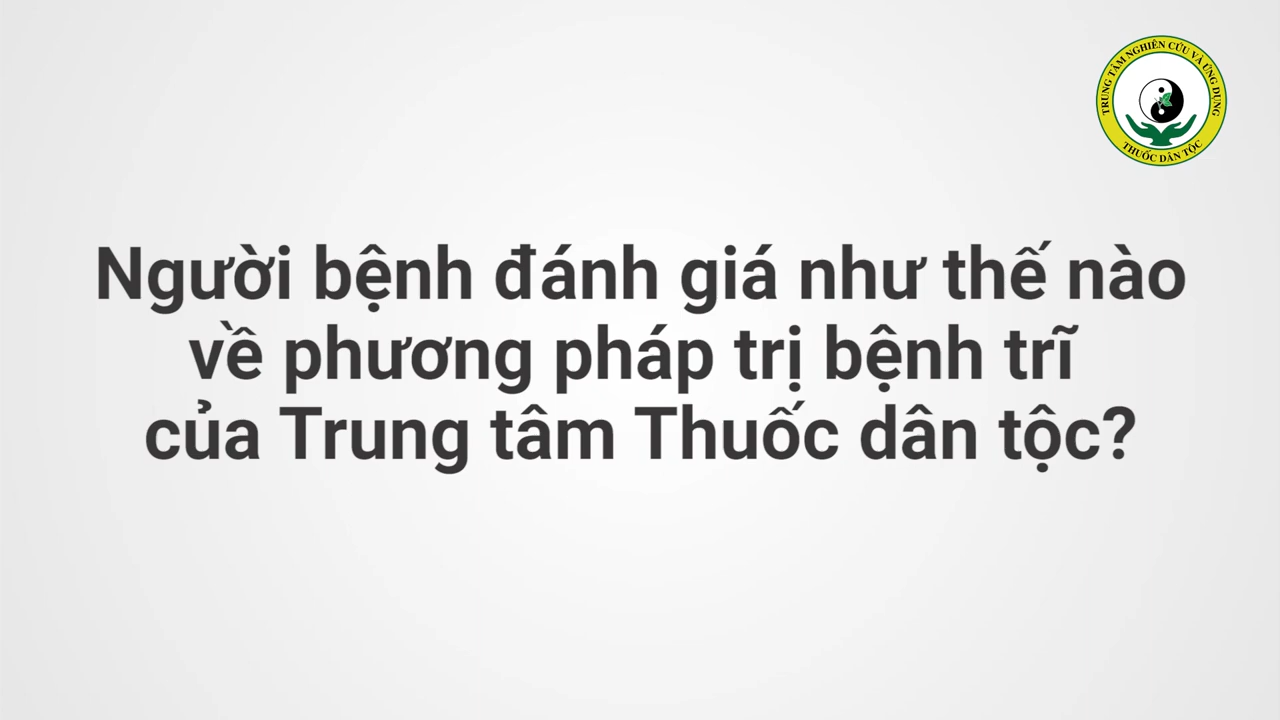 TRUNG TÂM NGHIÊN CỨU VÀ ỨNG DỤNG
THUỐC DÂN TỘC
Người bệnh đánh giá như thế nào
về phương pháp trị bệnh trĩ
của Trung tâm Thuốc dân tộc?